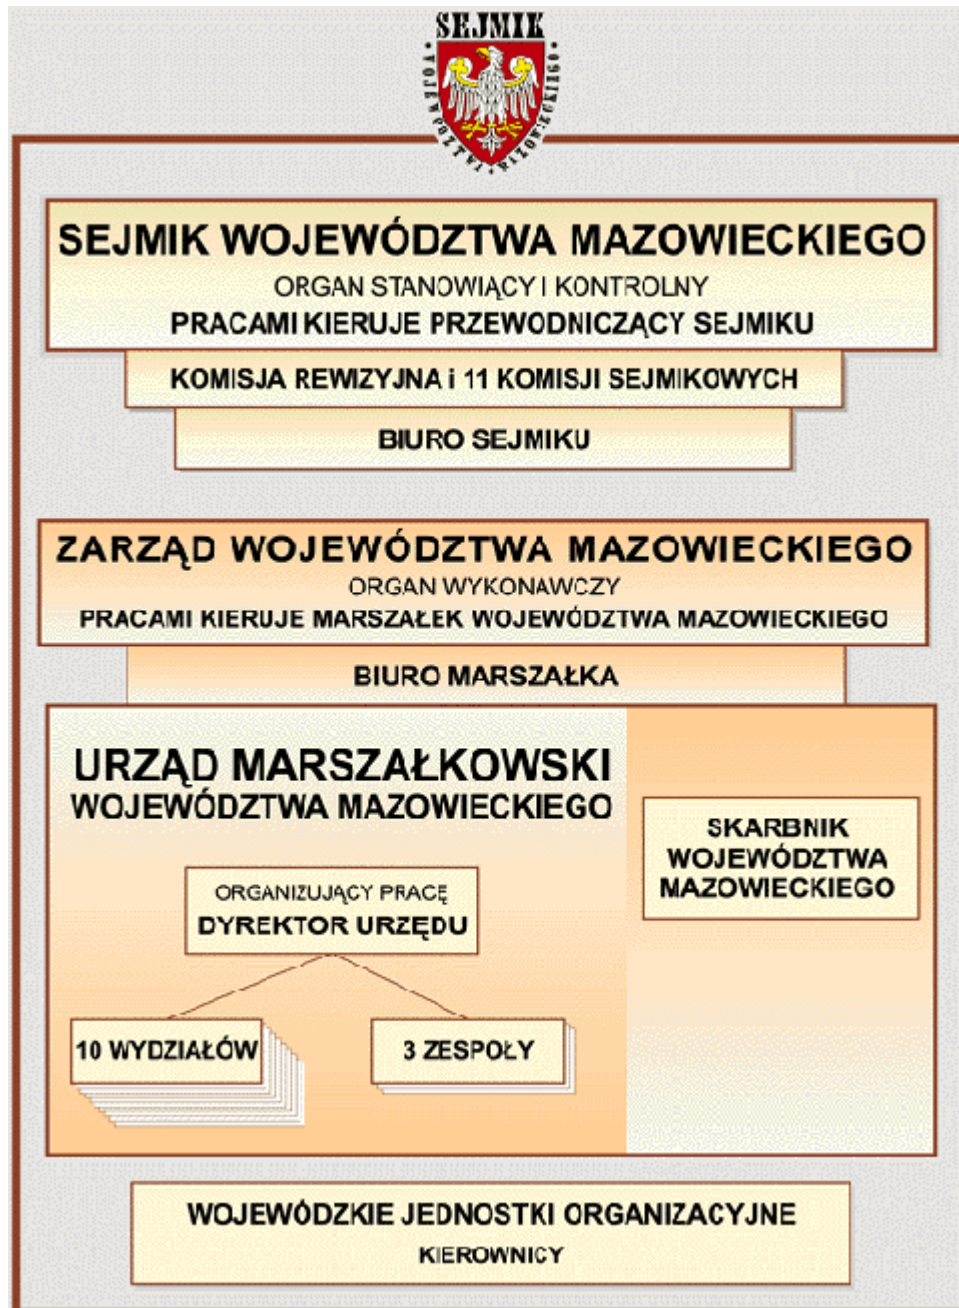 SEJMIK
WOJEWÓDZTWA MAZOWIECKIEGO
SEJMIK WOJEWÓDZTWA MAZOWIECKIEGO
ORGAN STANOWIĄCY I KONTROLNY
PRACAMI KIERUJE PRZEWODNICZĄCY SEJMIKU
KOMISJA REWIZYJNA i 11 KOMISJI SEJMIKOWYCH
BIURO SEJMIKU
ZARZĄD WOJEWÓDZTWA MAZOWIECKIEGO
ORGAN WYKONAWCZY
PRACAMI KIERUJE MARSZAŁEK WOJEWÓDZTWA MAZOWIECKIEGO
BIURO MARSZAŁKA
URZĄD MARSZAŁKOWSKI
WOJEWÓDZTWA MAZOWIECKIEGO
SKARBNIK
WOJEWÓDZTWA
MAZOWIECKIEGO
ORGANIZUJĄCY PRACĘ
DYREKTOR URZĘDU
10 WYDZIAŁÓW
3 ZESPOŁY
WOJEWÓDZKIE JEDNOSTKI ORGANIZACYJNE
KIEROWNICY